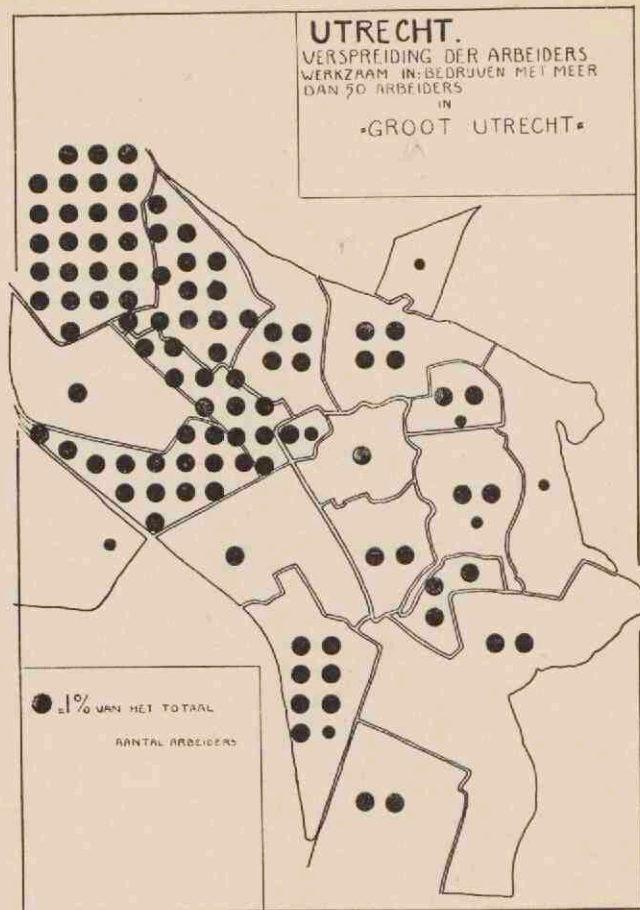 UTRECHT.
VERSPREIDING DER ARBEIDERS
WERKZAAM IN: BEDRIJVEN MET MEER
DAN 50 ARBEIDERS
IN
"GROOT UTRECHT"
=1% VAN HET TOTAAL
AANTAL ARBEIDERS